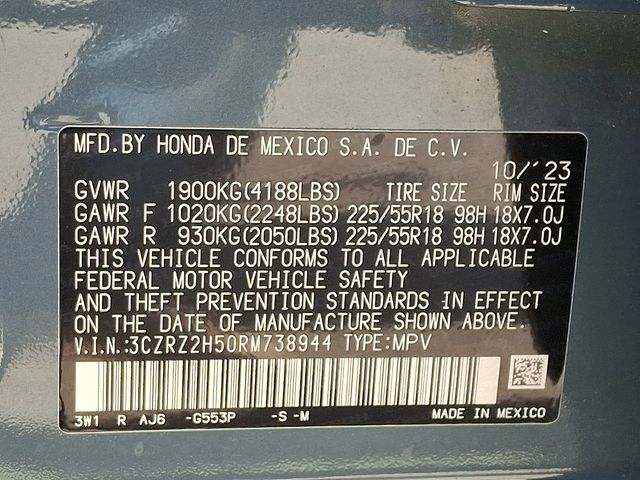 MFD.BY HONDA DE MEXICO S.A. DE C.V.
10/'23
GVWR 1900KG(4188LBS) TIRE SIZE RIM SIZE
GAWR F 1020KG(2248LBS) 225/55R18 98H 18X7.0J
GAWR R 930KG(2050LBS) 225/55R18 98H 18X7.0J
THIS VEHICLE CONFORMS TO ALL APPLICABLE
FEDERAL MOTOR VEHICLE SAFETY
AND THEFT PREVENTION STANDARDS IN EFFECT
ON THE DATE OF MANUFACTURE SHOWN ABOVE.
V.I.N.:3CZRZ2H50RM738944 TYPE:MPV
3W1 R AJ6 -G553P -S -M MADE IN MEXICO